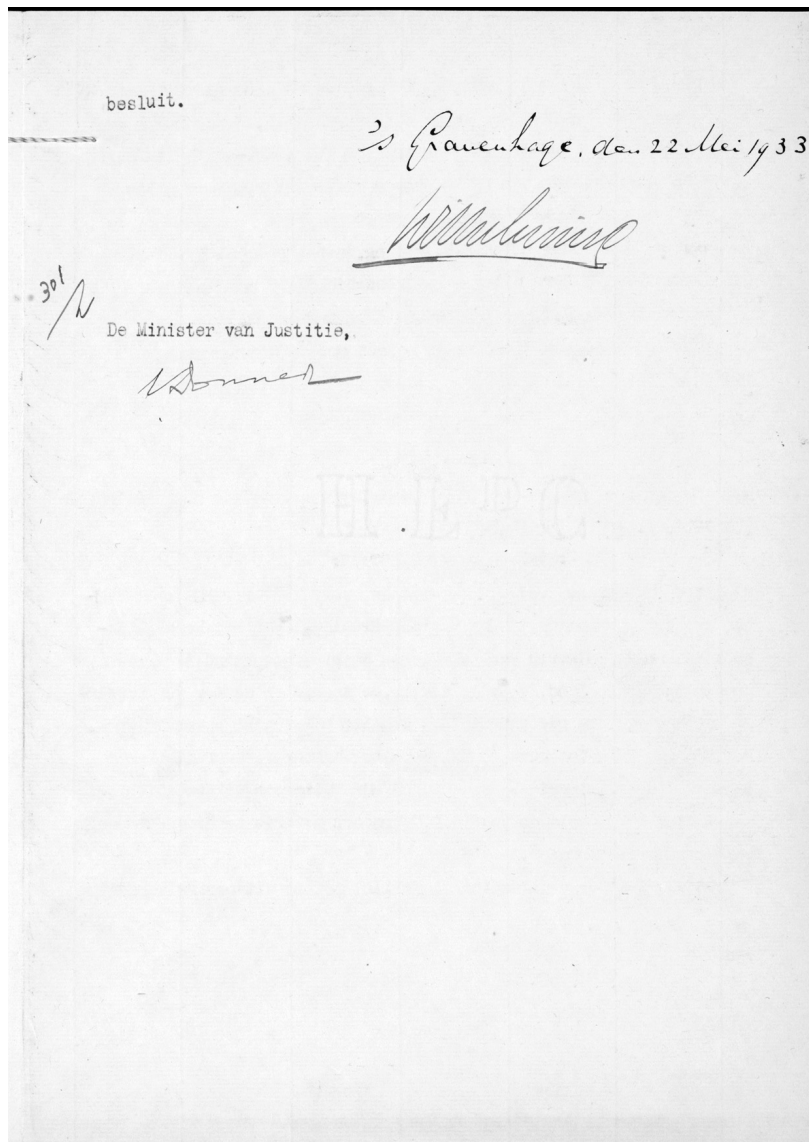 besluit.
's Gravenhage, den 22 Mei 1933
Wilhelmina
301
De Minister van Justitie,
Donner